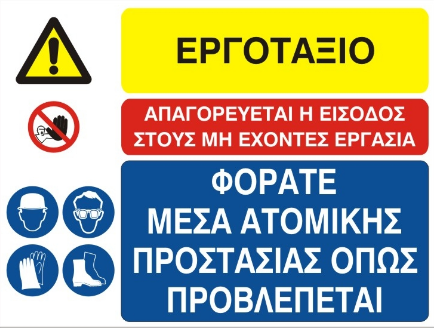 ΕΡΓΟΤΑΞΙΟ
ΑΠΑΓΟΡΕΥΕΤΑΙ Η ΕΙΣΟΔΟΣ
ΣΤΟΥΣ ΜΗ ΕΧΟΝΤΕΣ ΕΡΓΑΣΙΑ
ΦΟΡΑΤΕ
ΜΕΣΑ ΑΤΟΜΙΚΗΣ
ΠΡΟΣΤΑΣΙΑΣ ΟΠΩΣ
ΠΡΟΒΛΕΠΕΤΑΙ